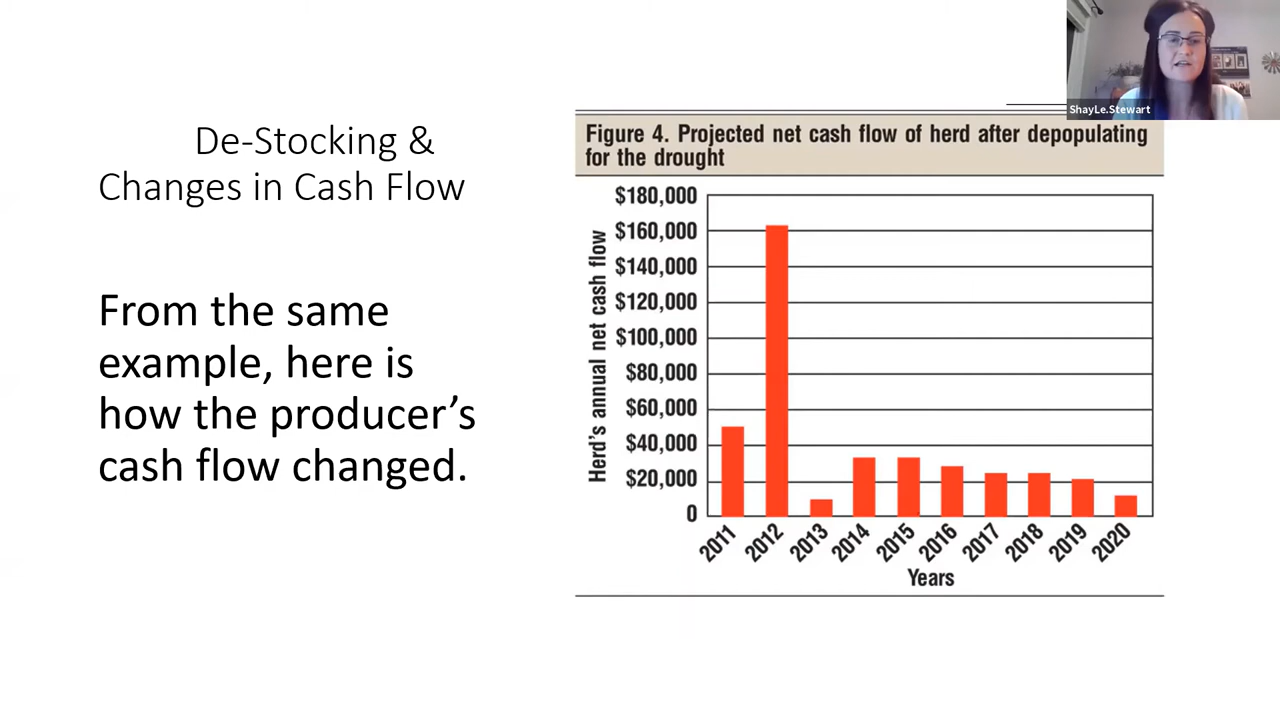 ShayLe.Stewart
De-Stocking &
Changes in Cash Flow
From the same
example, here is
how the producer’s
cash flow changed.
Figure 4. Projected net cash flow of herd after depopulating
for the drought
Herd’s annual net cash flow
$180,000
$160,000
$140,000
$120,000
$100,000
$80,000
$60,000
$40,000
$20,000
0
2011
2012
2013
2014
2015
2016
2017
2018
2019
2020
Years